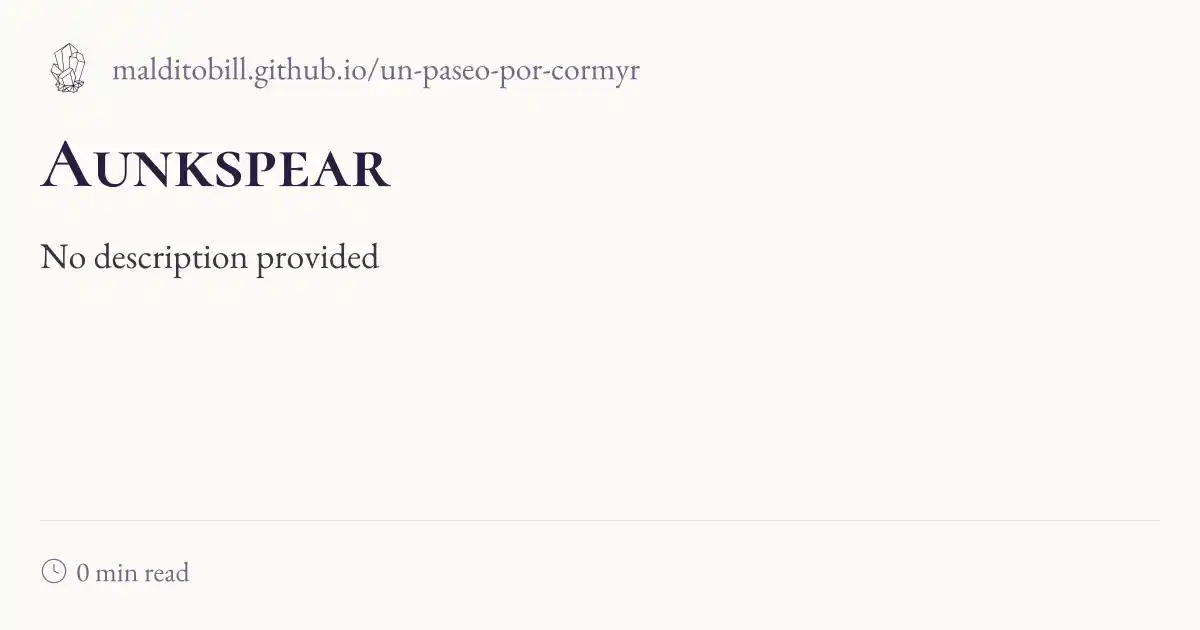 malditobill.github.io/un-paseo-por-cormyr
Aunkspear
No description provided
0 min read